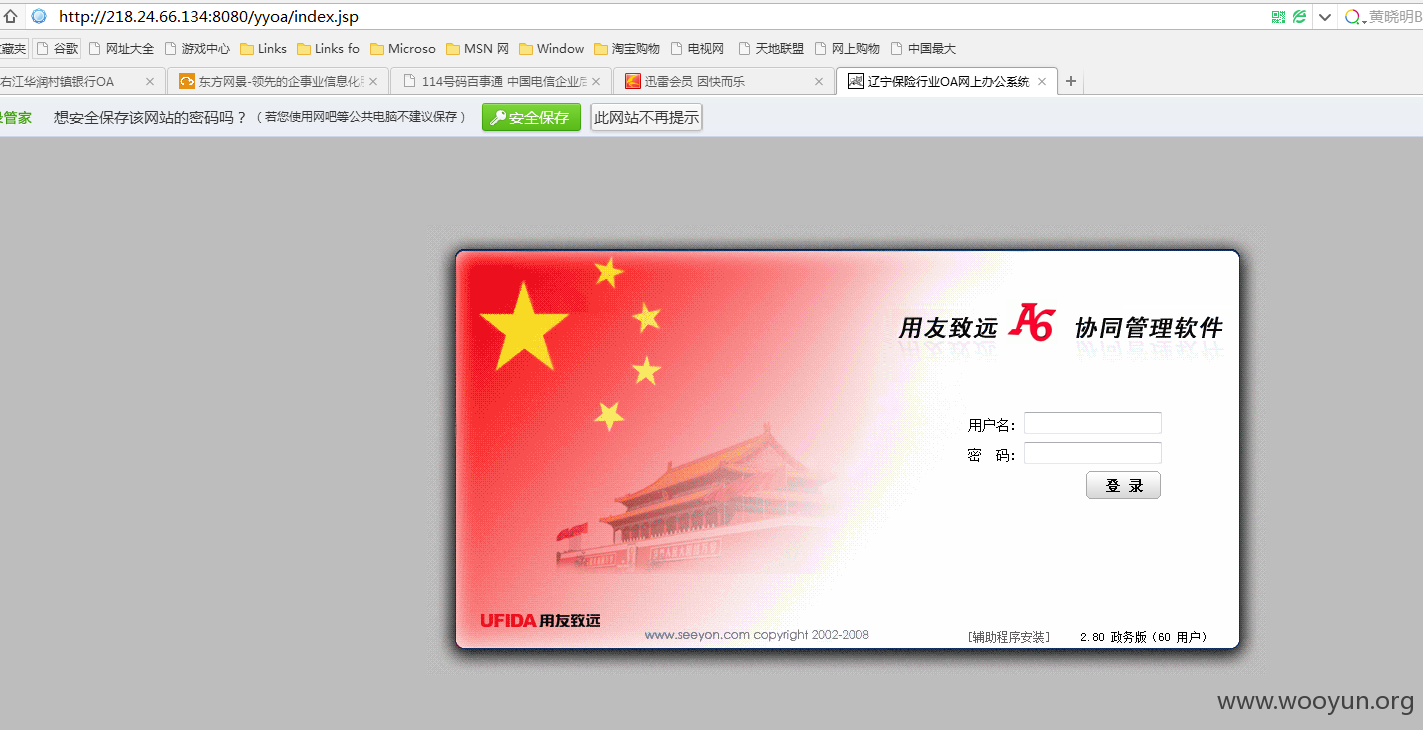 http://218.24.66.134:8080/yyoa/index.jsp
黄晓明B
藏夹 谷歌 网址大全 游戏中心 Links Links fo Microso MSN 网 Window 淘宝购物 电视网 天地联盟 网上购物 中国最大
右江华润村镇银行OA 东方网景-领先的企事业信息化 114号码百事通 中国电信企业 迅雷会员 因快而乐 辽宁保险行业OA网上办公系统
管家 想安全保存该网站的密码吗？（若您使用网吧等公共电脑不建议保存） 安全保存 此网站不再提示
用友致远 A6 协同管理软件
用户名:
密 码:
登 录
UFIDA 用友致远
www.seeyon.com copyright 2002-2008
[辅助程序安装] 2.80 政务版(60 用户)
www.wooyun.org